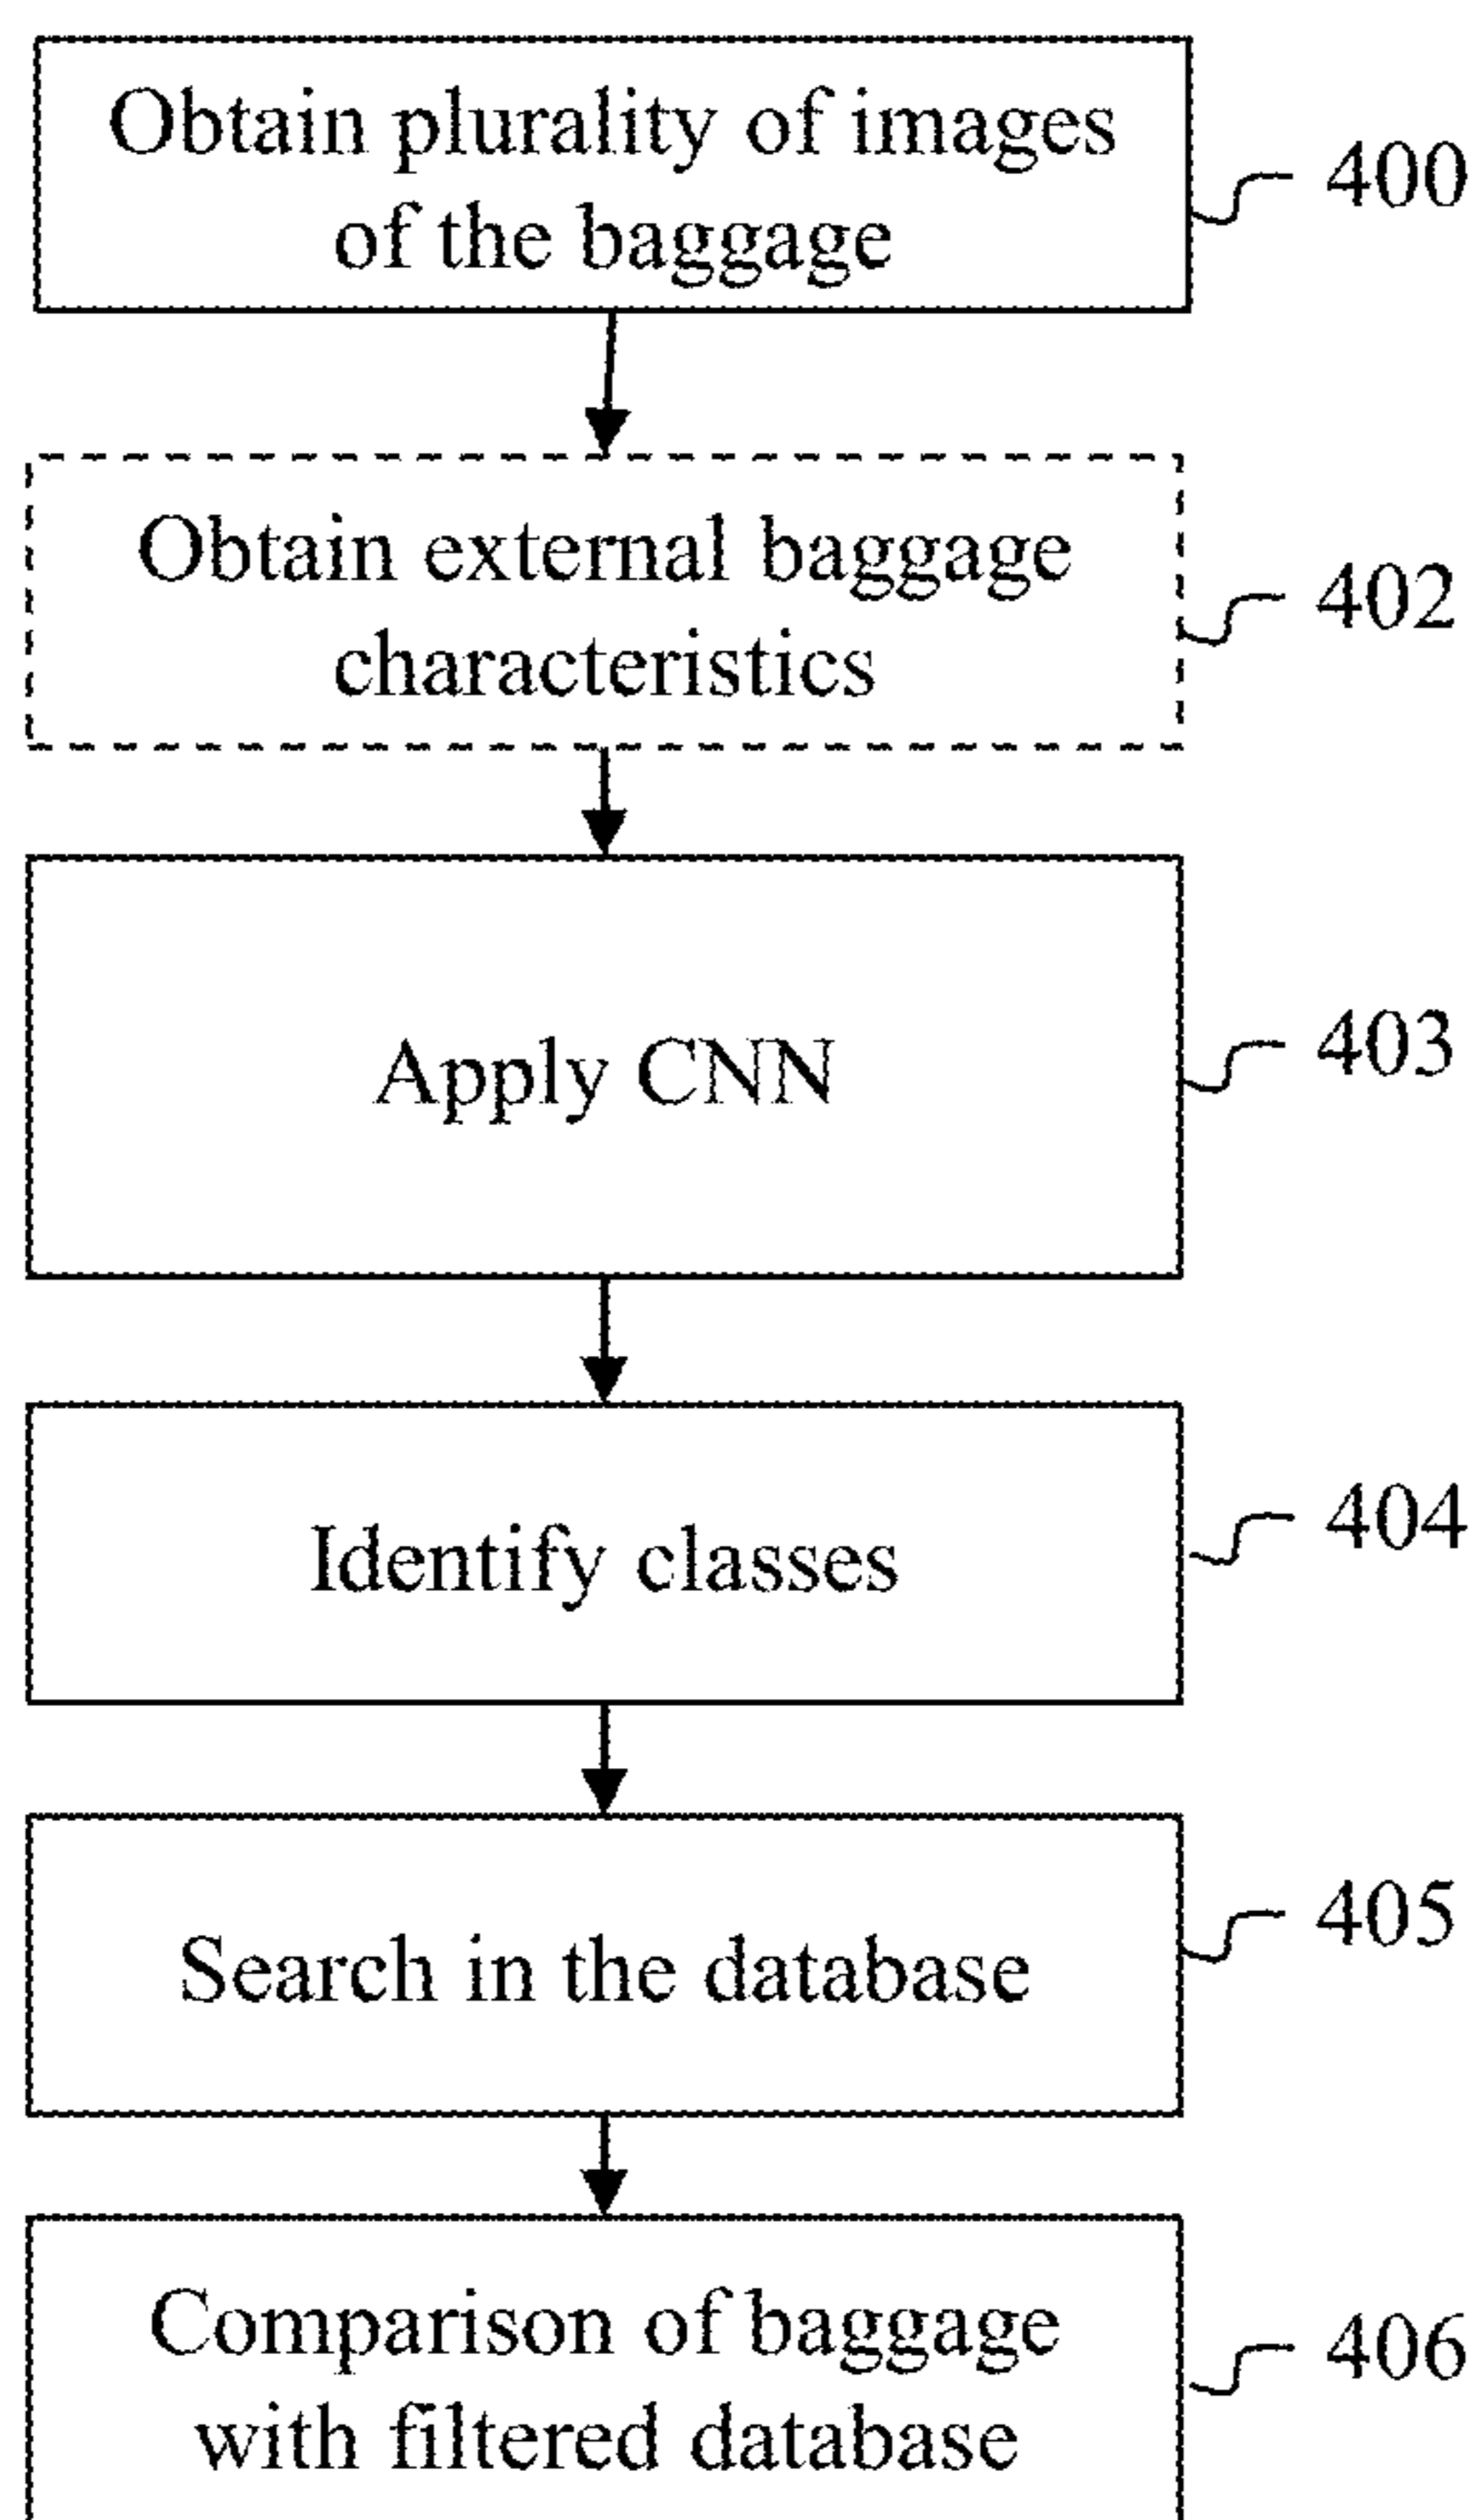 Obtain plurality of images
of the baggage
400
Obtain external baggage
characteristics
402
Apply CNN
403
Identify classes
404
Search in the database
405
Comparison of baggage
with filtered database
406